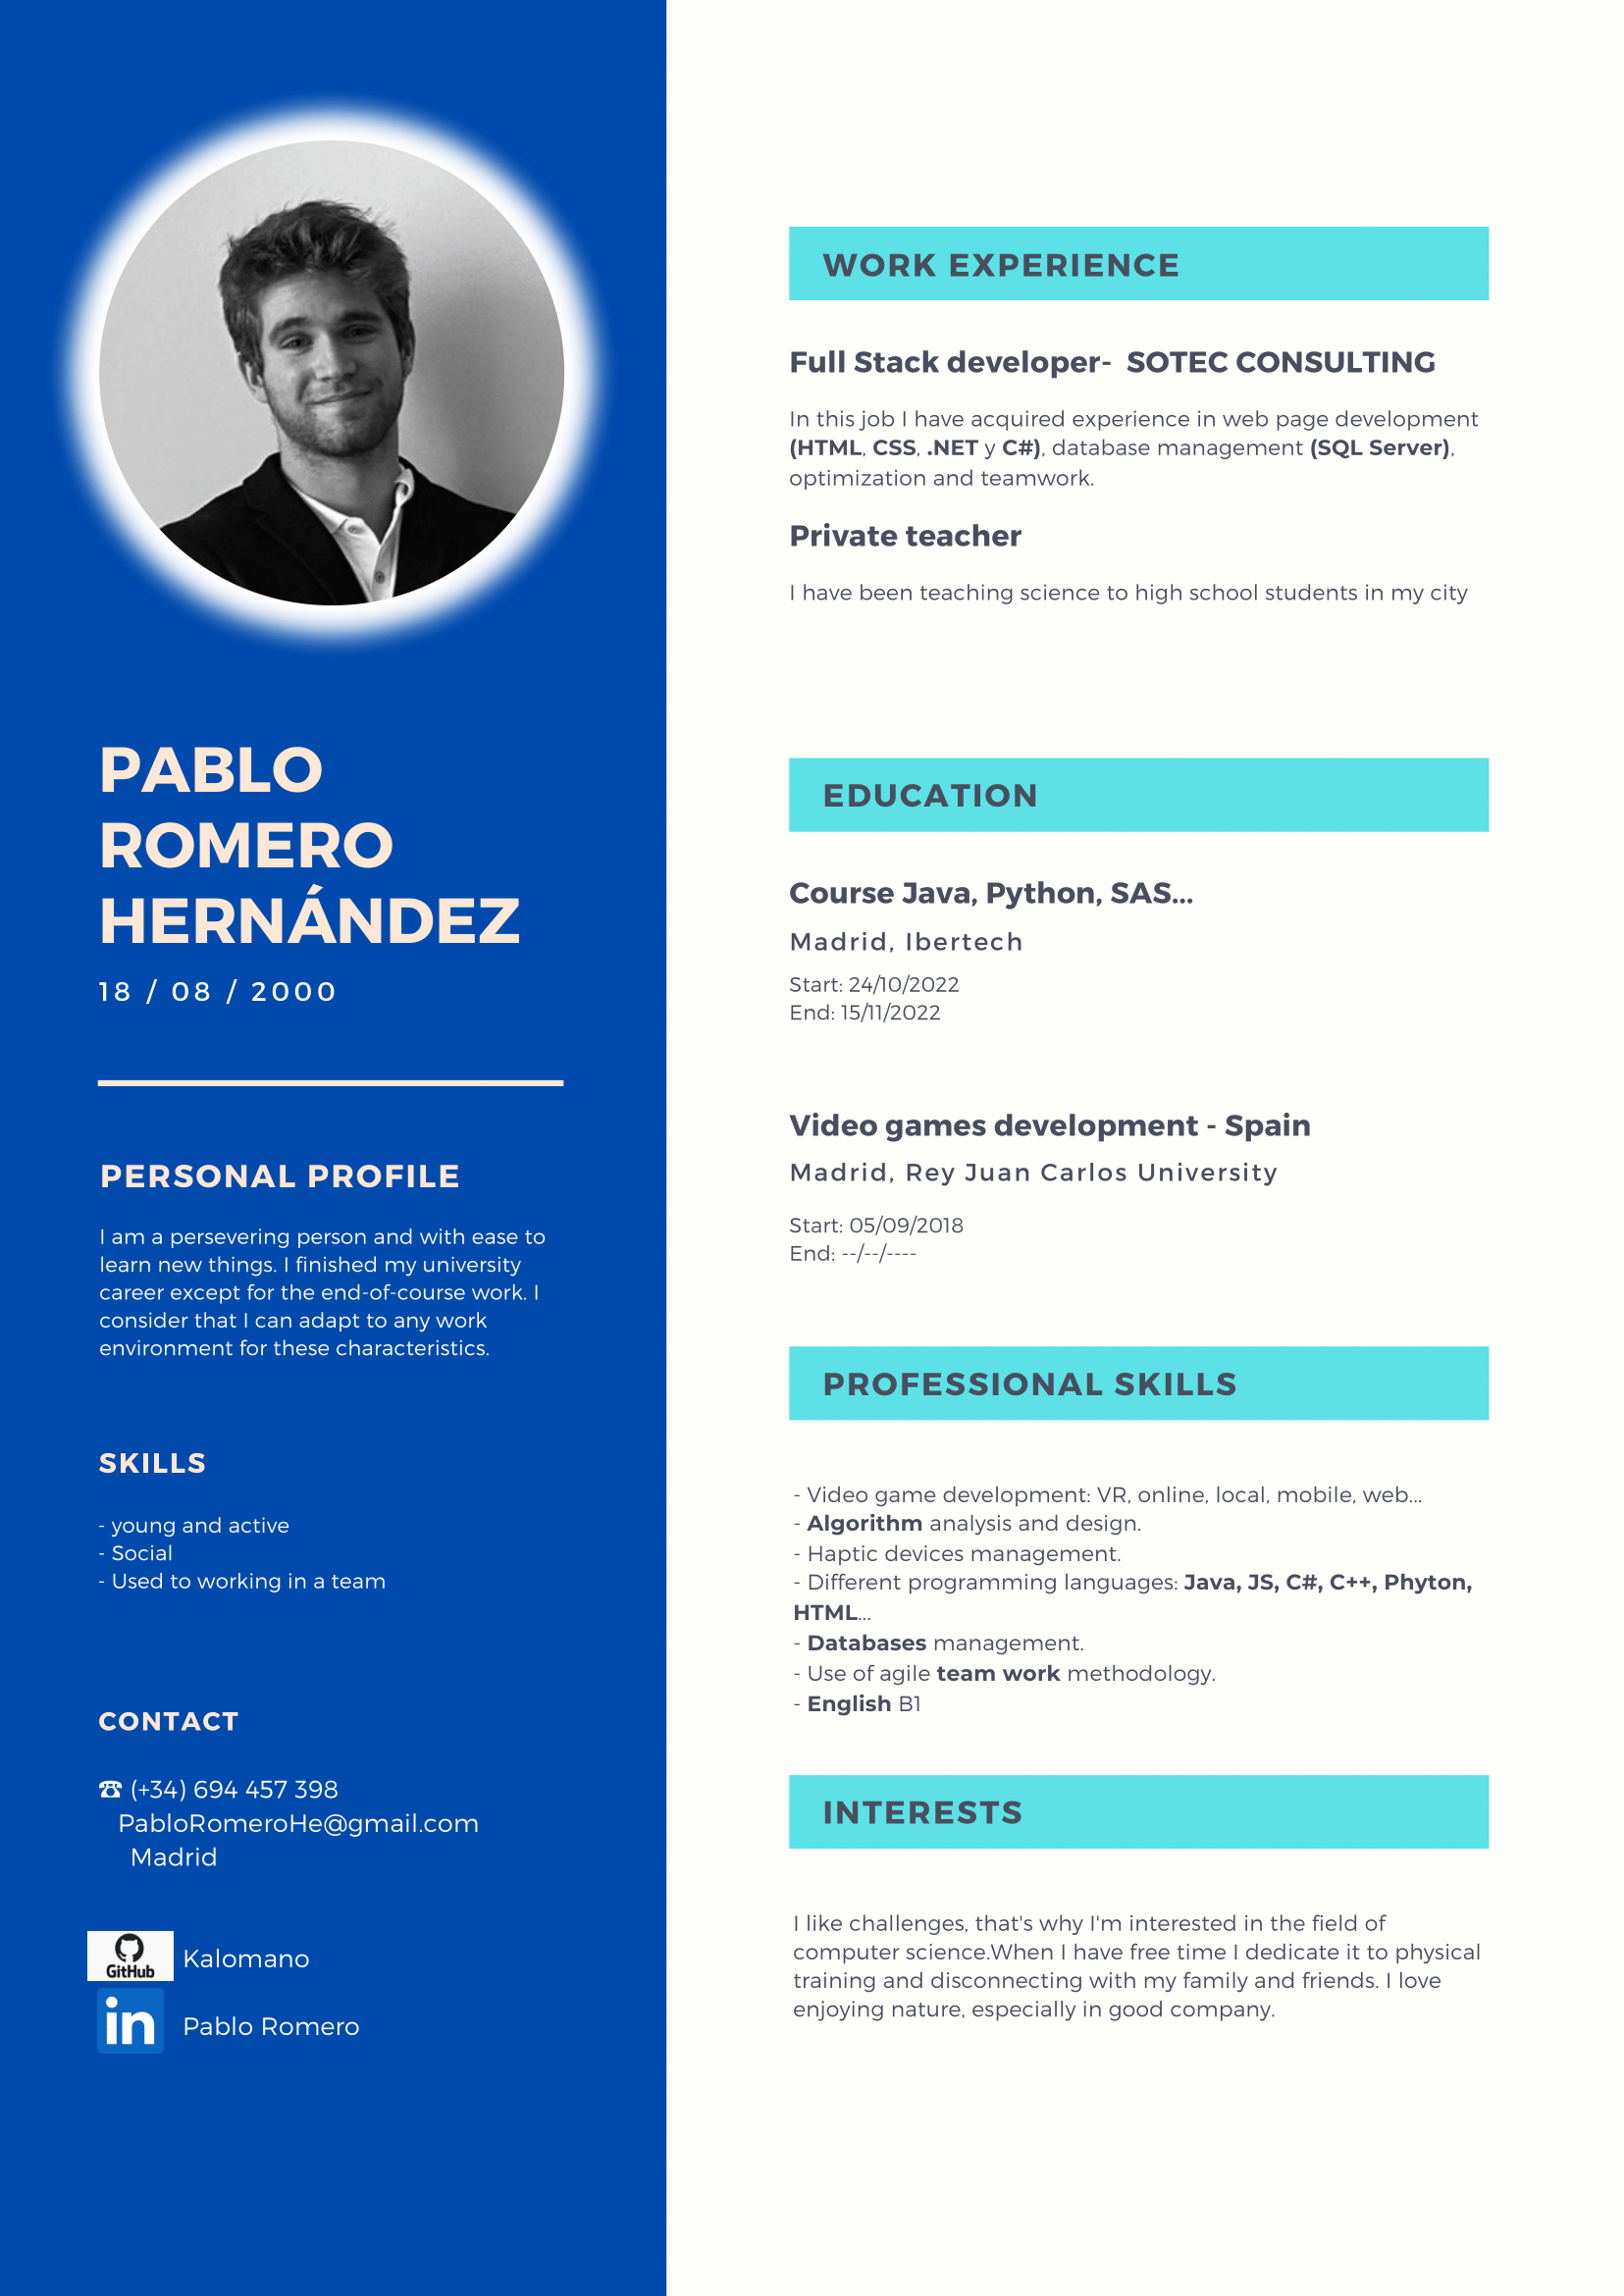 PABLO
ROMERO
HERNÁNDEZ
18 / 08 / 2000
PERSONAL PROFILE
I am a persevering person and with ease to
learn new things. I finished my university
career except for the end-of-course work. I
consider that I can adapt to any work
environment for these characteristics.
SKILLS
- young and active
- Social
- Used to working in a team
CONTACT
☎ (+34) 694 457 398
PabloRomeroHe@gmail.com
Madrid
GitHub Kalomano
in Pablo Romero
WORK EXPERIENCE
Full Stack developer- SOTEC CONSULTING
In this job I have acquired experience in web page development
(HTML, CSS, .NET y C#), database management (SQL Server),
optimization and teamwork.
Private teacher
I have been teaching science to high school students in my city
EDUCATION
Course Java, Python, SAS...
Madrid, Ibertech
Start: 24/10/2022
End: 15/11/2022
Video games development - Spain
Madrid, Rey Juan Carlos University
Start: 05/09/2018
End: --/--/----
PROFESSIONAL SKILLS
- Video game development: VR, online, local, mobile, web...
- Algorithm analysis and design.
- Haptic devices management.
- Different programming languages: Java, JS, C#, C++, Phyton,
HTML...
- Databases management.
- Use of agile team work methodology.
- English B1
INTERESTS
I like challenges, that's why I'm interested in the field of
computer science.When I have free time I dedicate it to physical
training and disconnecting with my family and friends. I love
enjoying nature, especially in good company.